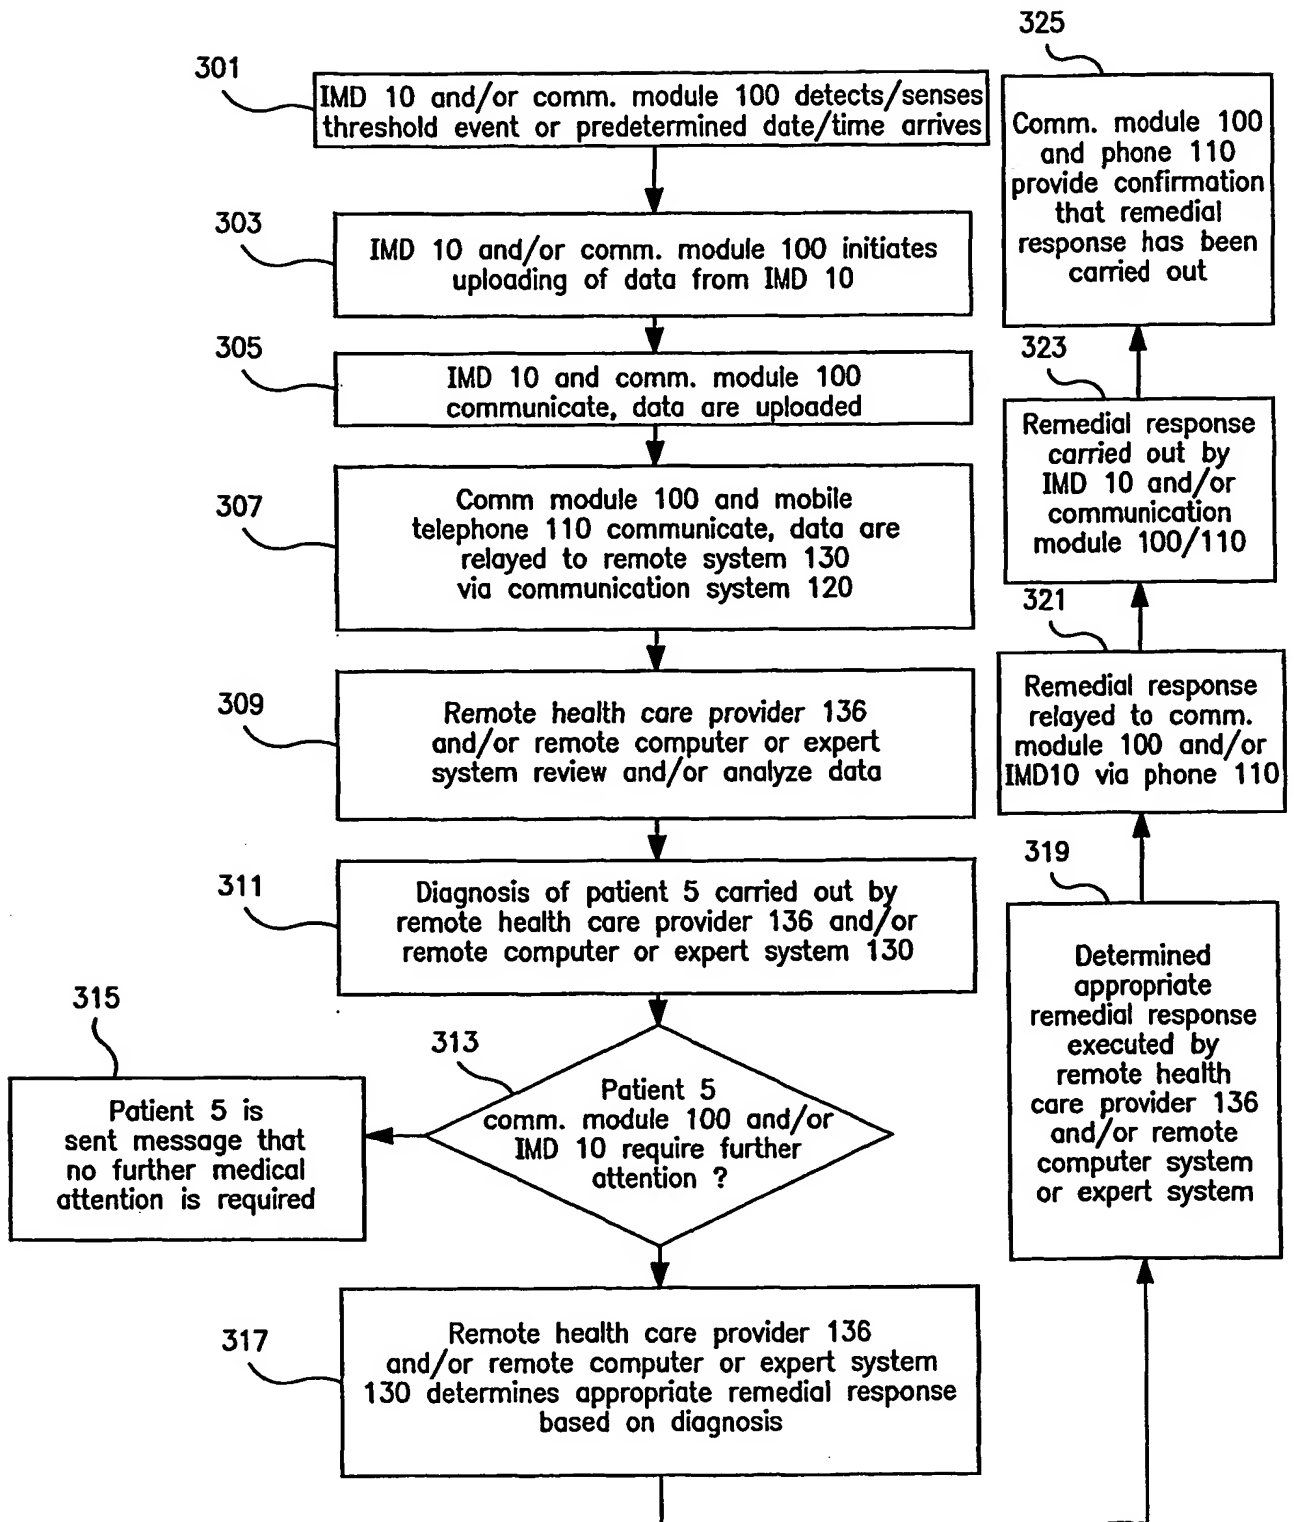 301
IMD 10 and/or comm. module 100 detects/senses
threshold event or predetermined date/time arrives
303
IMD 10 and/or comm. module 100 initiates
uploading of data from IMD 10
305
IMD 10 and comm. module 100
communicate, data are uploaded
307
Comm module 100 and mobile
telephone 110 communicate, data are
relayed to remote system 130
via communication system 120
309
Remote health care provider 136
and/or remote computer or expert
system review and/or analyze data
311
Diagnosis of patient 5 carried out by
remote health care provider 136 and/or
remote computer or expert system 130
313
Patient 5
comm. module 100 and/or
IMD 10 require further
attention ?
315
Patient 5 is
sent message that
no further medical
attention is required
317
Remote health care provider 136
and/or remote computer or expert system
130 determines appropriate remedial response
based on diagnosis
319
Determined
appropriate
remedial response
executed by
remote health
care provider 136
and/or remote
computer system
or expert system
321
Remedial response
relayed to comm.
module 100 and/or
IMD10 via phone 110
323
Remedial response
carried out by
IMD 10 and/or
communication
module 100/110
325
Comm. module 100
and phone 110
provide confirmation
that remedial
response has been
carried out